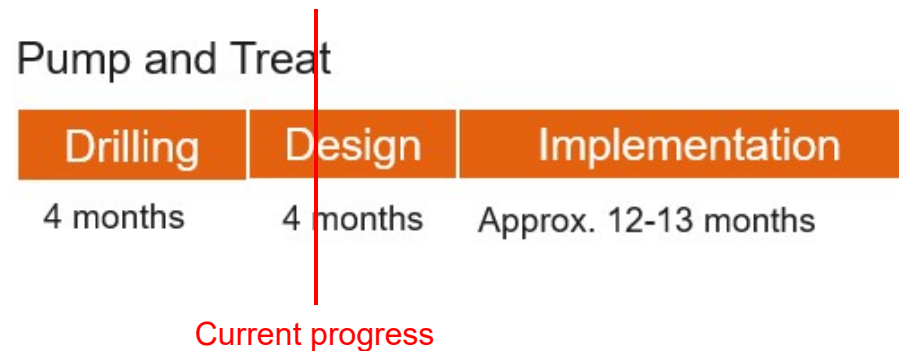 Pump and Treat
Drilling Design Implementation
4 months 4 months Approx. 12-13 months
Current progress